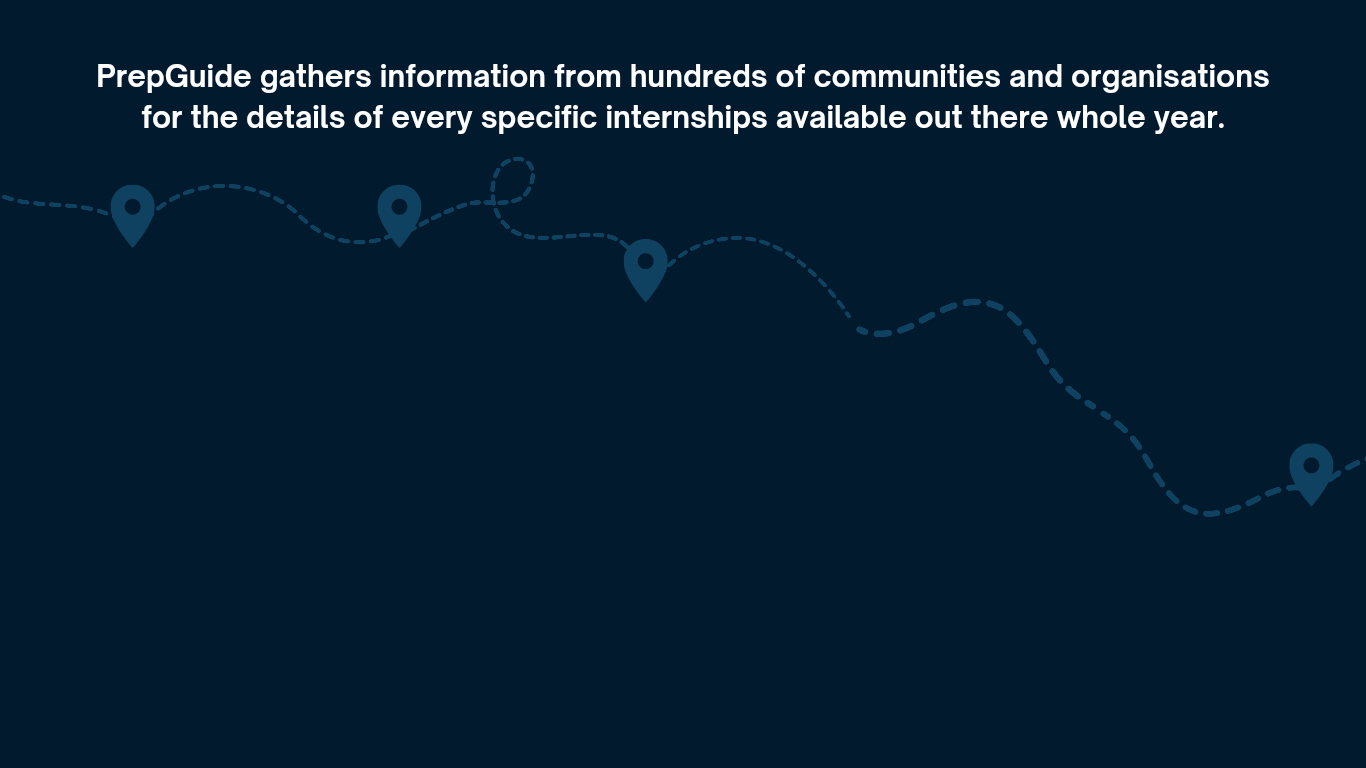 PrepGuide gathers information from hundreds of communities and organisations
for the details of every specific internships available out there whole year.